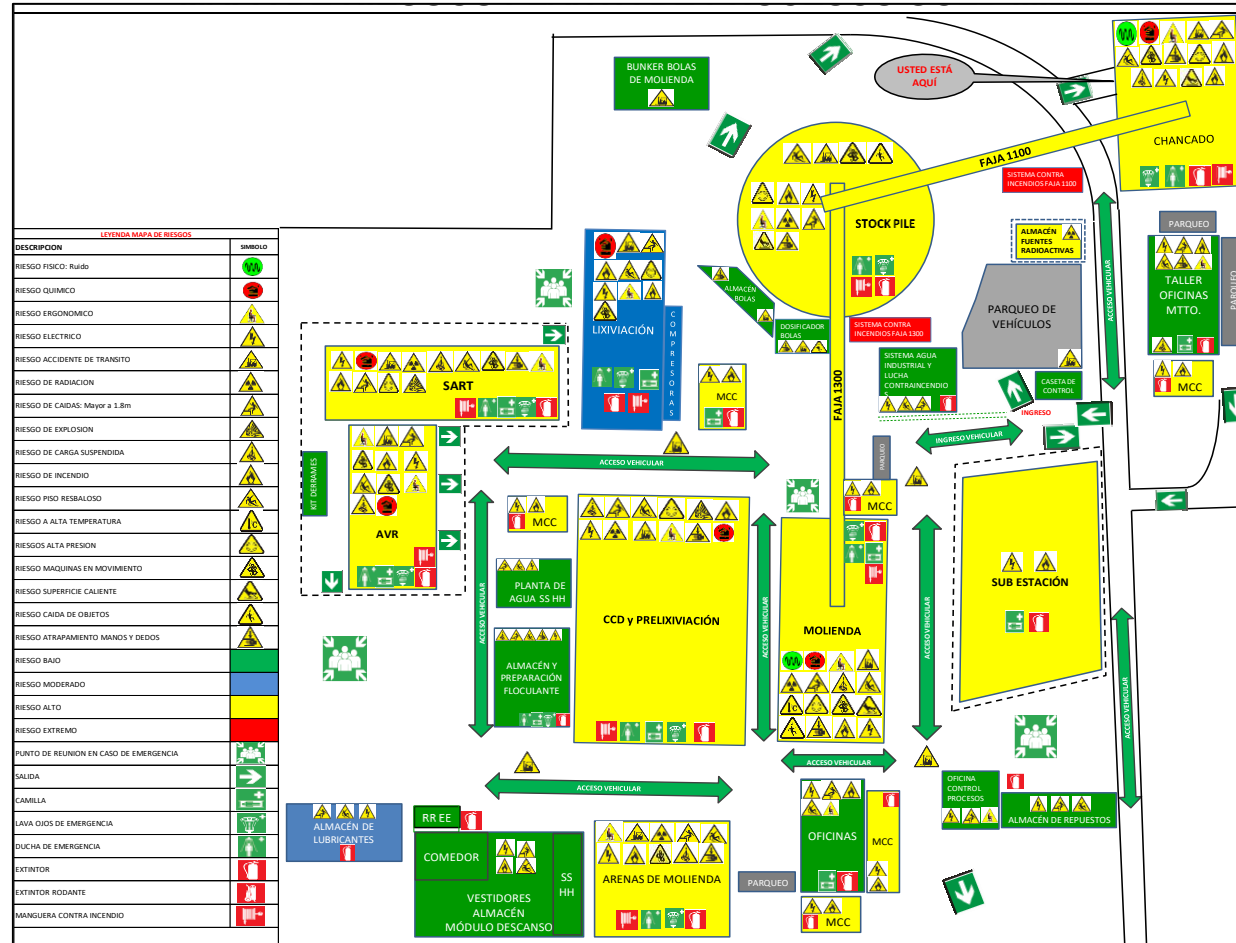 LEYENDA MAPA DE RIESGOS
DESCRIPCION SIMBOLO
RIESGO FISICO: Ruido
RIESGO QUIMICO
RIESGO ERGONOMICO
RIESGO ELECTRICO
RIESGO ACCIDENTE DE TRANSITO
RIESGO DE RADIACION
RIESGO DE CAIDAS: Mayor a 1.8m
RIESGO DE EXPLOSION
RIESGO DE CARGA SUSPENDIDA
RIESGO DE INCENDIO
RIESGO PISO RESBALOSO
RIESGO A ALTA TEMPERATURA
RIESGOS ALTA PRESION
RIESGO MAQUINAS EN MOVIMIENTO
RIESGO SUPERFICIE CALIENTE
RIESGO CAIDA DE OBJETOS
RIESGO ATRAPAMIENTO MANOS Y DEDOS
RIESGO BAJO
RIESGO MODERADO
RIESGO ALTO
RIESGO EXTREMO
PUNTO DE REUNION EN CASO DE EMERGENCIA
SALIDA
CAMILLA
LAVA OJOS DE EMERGENCIA
DUCHA DE EMERGENCIA
EXTINTOR
EXTINTOR RODANTE
MANGUERA CONTRA INCENDIO
BUNKER BOLAS
DE MOLIENDA
USTED ESTÁ
AQUÍ
CHANCADO
FAJA 1100
SISTEMA CONTRA
INCENDIOS FAJA 1100
STOCK PILE
ALMACÉN
FUENTES
RADIOACTIVAS
PARQUEO
TALLER
OFICINAS
MTTO.
PARQUEO
MCC
ACCESO VEHICULAR
PARQUEO DE
VEHÍCULOS
CASETA DE
CONTROL
ALMACÉN
BOLAS
DOSIFICADOR
BOLAS
SISTEMA CONTRA
INCENDIOS FAJA 1300
SISTEMA AGUA
INDUSTRIAL Y
LUCHA
CONTRAINCENDIO
S
FAJA 1300
LIXIVIACIÓN
COMPRESORAS
MCC
INGRESO
INGRESO VEHICULAR
PARQUEO
SART
KIT DERRAMES
AVR
ACCESO VEHICULAR
MCC
MCC
ACCESO VEHICULAR
PLANTA DE
AGUA SS HH
ALMACÉN Y
PREPARACIÓN
FLOCULANTE
CCD y PRELIXIVIACIÓN
ACCESO VEHICULAR
MOLIENDA
ACCESO VEHICULAR
SUB ESTACIÓN
ACCESO VEHICULAR
ACCESO VEHICULAR
ACCESO VEHICULAR
ALMACÉN DE
LUBRICANTES
RR EE
COMEDOR
SS
HH
VESTIDORES
ALMACÉN
MÓDULO DESCANSO
ARENAS DE MOLIENDA
PARQUEO
OFICINAS
MCC
MCC
OFICINA
CONTROL
PROCESOS
ALMACÉN DE REPUESTOS